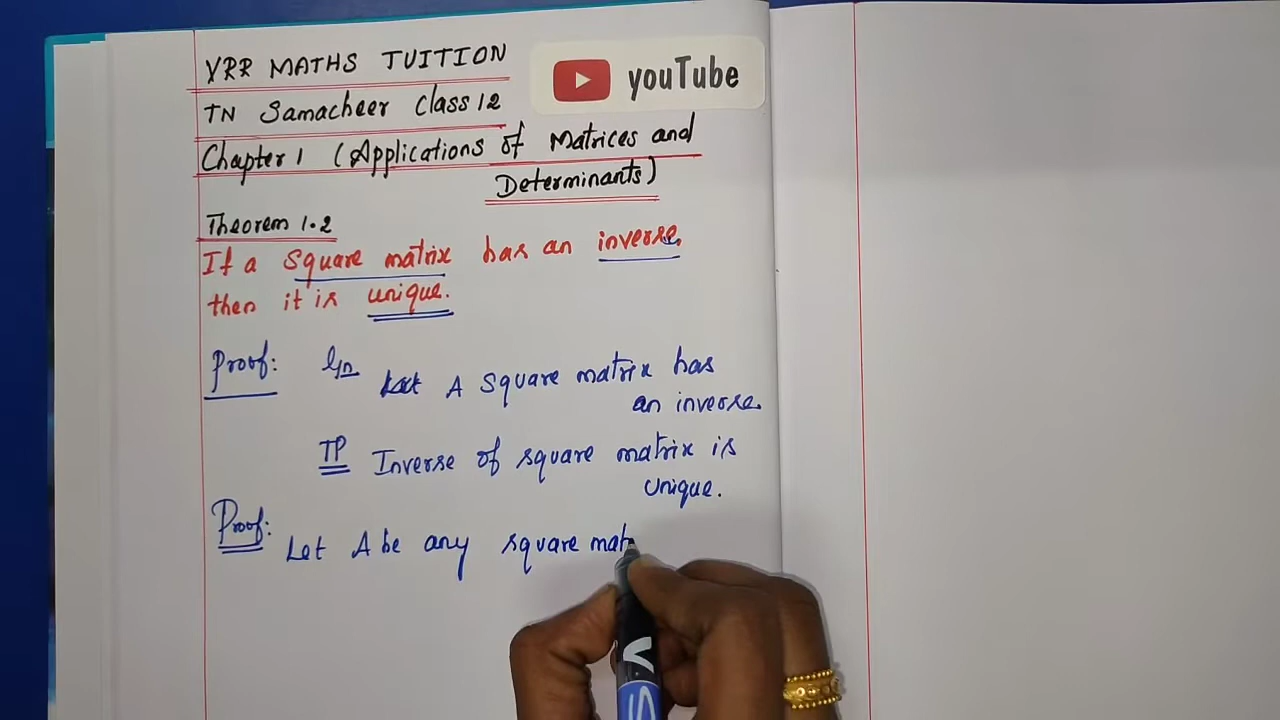 YRR MATHS TUITION
YouTube
TN Samacheer Class 12
Chapter 1 (Applications of Matrices and
Determinants)
Theorem 1.2
If a square matrix has an inverse,
then it is unique.
Proof: Gn A square matrix has
an inverse.
TP Inverse of square matrix is
unique.
Proof: Let A be any square mat